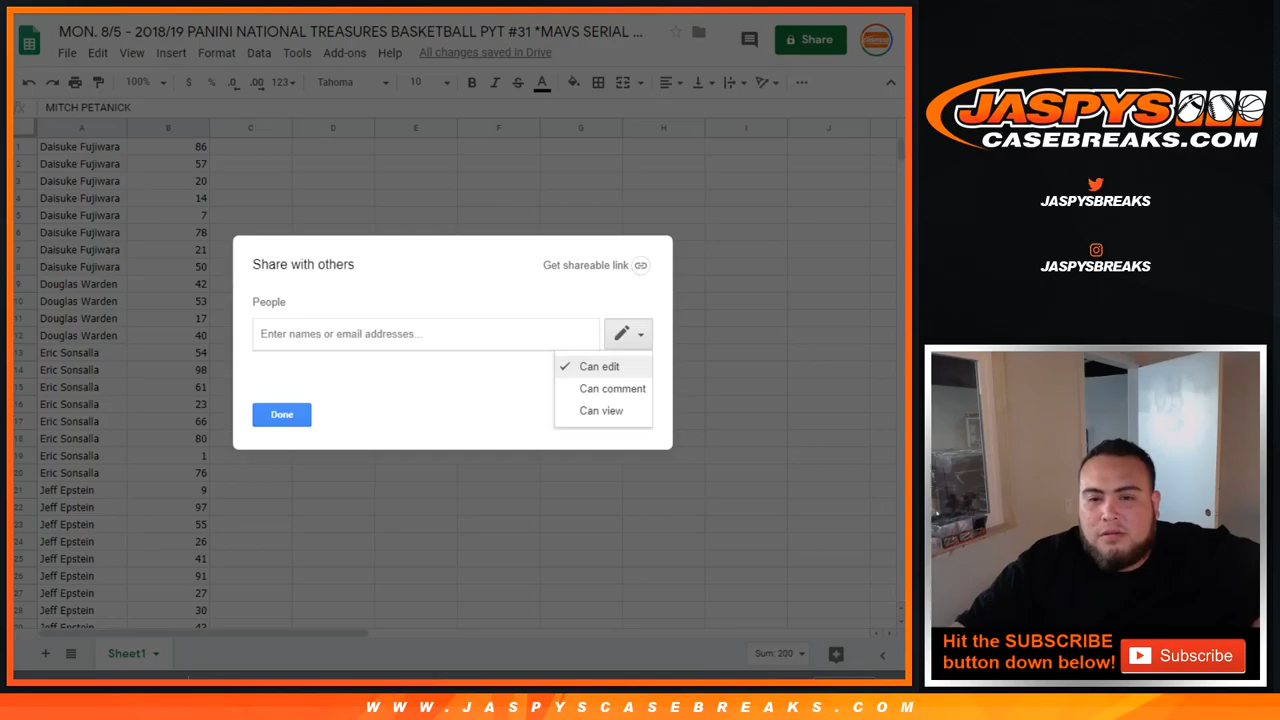 MON. 8/5 - 2018/19 PANINI NATIONAL TREASURES BASKETBALL PYT #31 *MAVS SERIAL ...
Share
File Edit View Insert Format Data Tools Add-ons Help All changes saved in Drive
100% $ % .0 .00 123 Tahoma 10 B I S A
fx MITCH PETANICK
A B C D E F G H I J
1 Daisuke Fujiwara 86
2 Daisuke Fujiwara 57
3 Daisuke Fujiwara 20
4 Daisuke Fujiwara 14
5 Daisuke Fujiwara 7
6 Daisuke Fujiwara 78
7 Daisuke Fujiwara 21
8 Daisuke Fujiwara 50
9 Douglas Warden 42
10 Douglas Warden 53
11 Douglas Warden 17
12 Douglas Warden 40
13 Eric Sonsalla 54
14 Eric Sonsalla 98
15 Eric Sonsalla 61
16 Eric Sonsalla 23
17 Eric Sonsalla 66
18 Eric Sonsalla 80
19 Eric Sonsalla 1
20 Eric Sonsalla 76
21 Jeff Epstein 9
22 Jeff Epstein 97
23 Jeff Epstein 55
24 Jeff Epstein 26
25 Jeff Epstein 41
26 Jeff Epstein 91
27 Jeff Epstein 27
28 Jeff Epstein 30
Jeff Epstein
Share with others
Get shareable link
People
Enter names or email addresses...
Can edit
Can comment
Can view
Done
Sheet1
Sum: 200
JASPYS
CASEBREAKS.COM
JASPYSBREAKS
JASPYSBREAKS
Hit the SUBSCRIBE
button down below!
Subscribe
WWW.JASPYSCASEBREAKS.COM